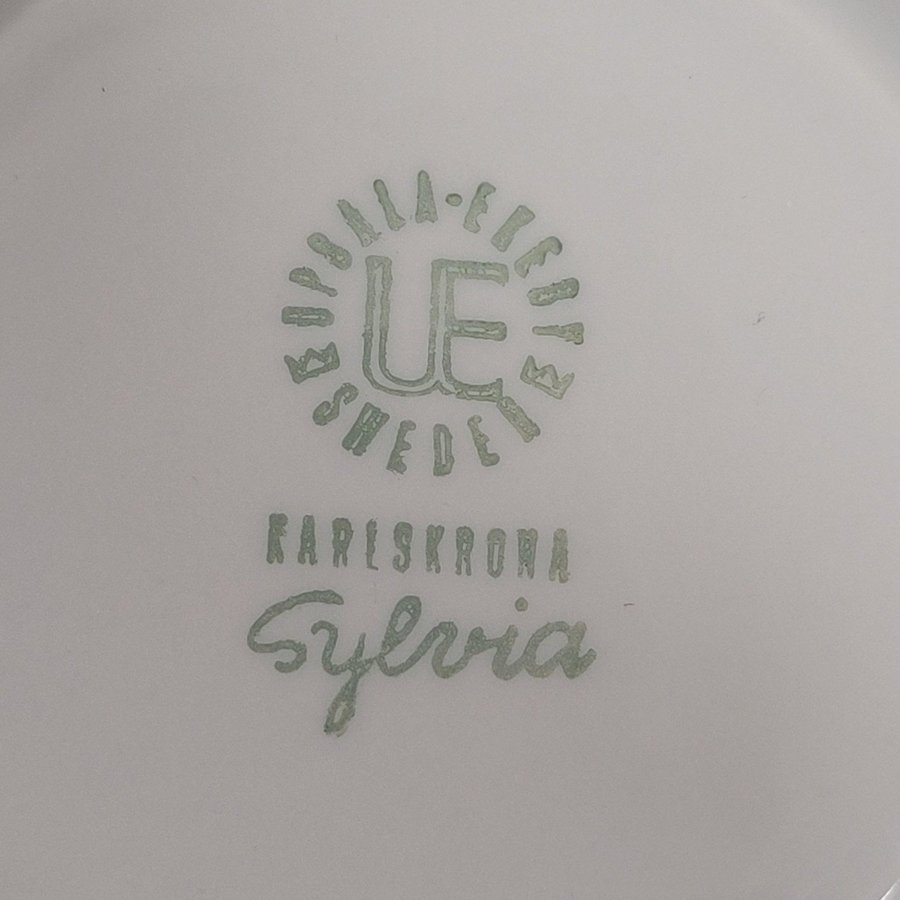 UPSALA·EKEBY
UE
SWEDEN
KARLSKRONA
Sylvia